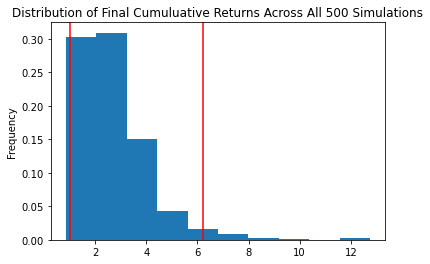 Distribution of Final Cumuluative Returns Across All 500 Simulations
0.30
0.25
0.20
0.15
0.10
0.05
0.00
Frequency
2 4 6 8 10 12